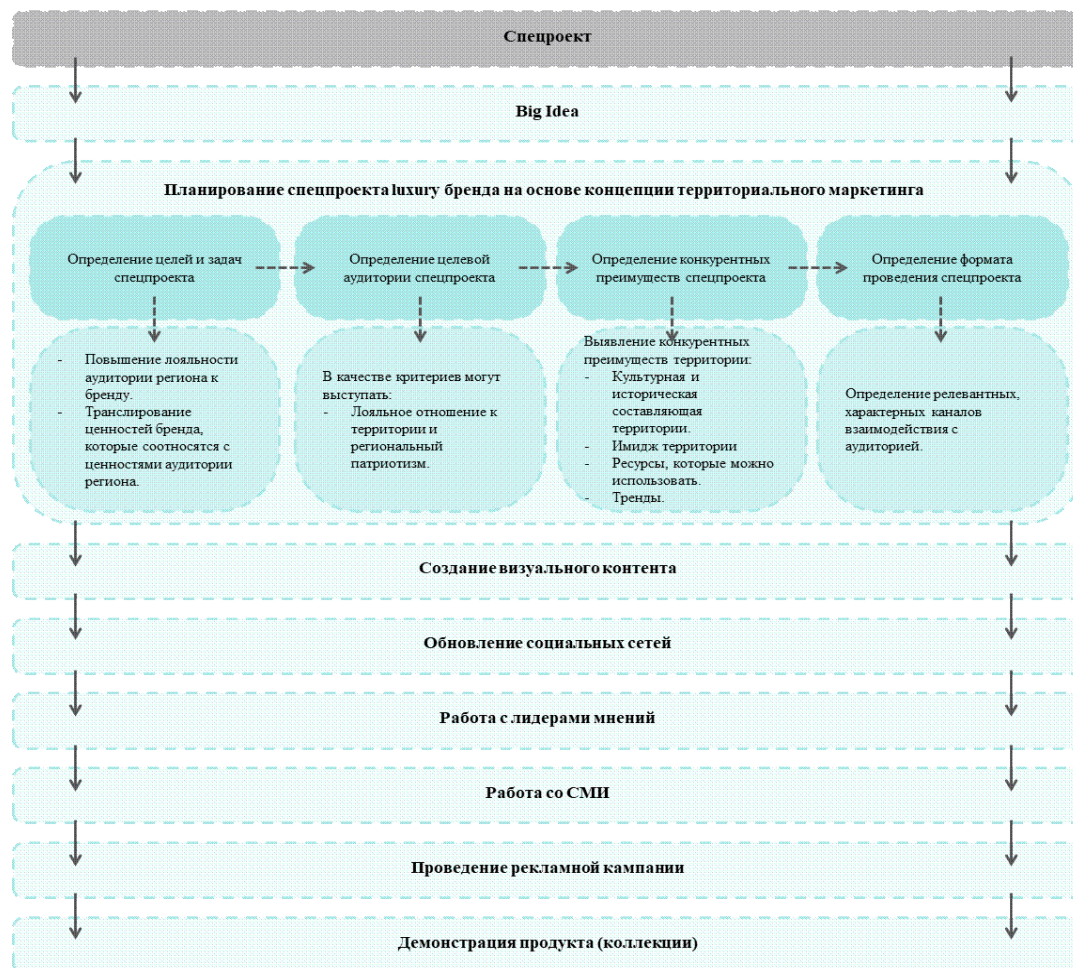 Спецроект
Big Idea
Планирование спецпроекта luxury бренда на основе концепции территориального маркетинга
Определение целей и задач
спецпроекта
Определение целевой
аудитории спецпроекта
Определение конкурентных
преимуществ спецпроекта
Определение формата
проведения спецпроекта
- Повышение лояльности
аудитории региона к
бренду.
- Транслирование
ценностей бренда,
которые соотносятся с
ценностями аудитории
региона.
В качестве критериев могут
выступать:
- Лояльное отношение к
территории и
региональный
патриотизм.
Выявление конкурентных
преимуществ территории:
- Культурная и
историческая
составляющая
территории.
- Имидж территории
- Ресурсы, которые можно
использовать.
- Тренды.
Определение релевантных,
характерных каналов
взаимодействия с
аудиторией.
Создание визуального контента
Обновление социальных сетей
Работа с лидерами мнений
Работа со СМИ
Проведение рекламной кампании
Демонстрация продукта (коллекции)